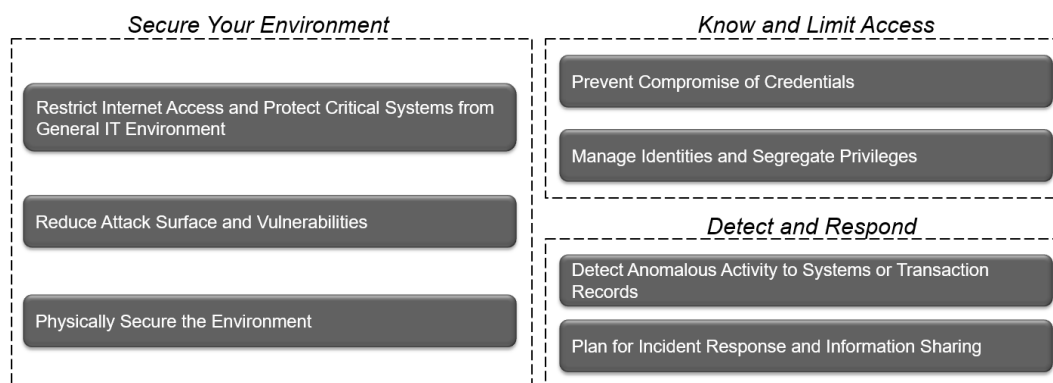 Secure Your Environment
Restrict Internet Access and Protect Critical Systems from
General IT Environment
Reduce Attack Surface and Vulnerabilities
Physically Secure the Environment
Know and Limit Access
Prevent Compromise of Credentials
Manage Identities and Segregate Privileges
Detect and Respond
Detect Anomalous Activity to Systems or Transaction
Records
Plan for Incident Response and Information Sharing